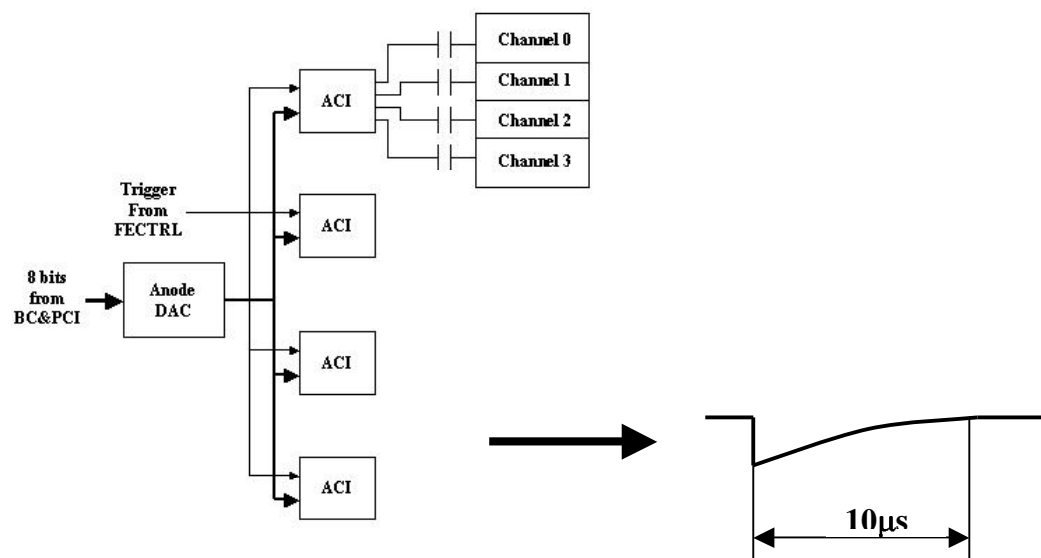 Channel 0
Channel 1
ACI
Channel 2
Channel 3
Trigger
From
FECTRL
ACI
8 bits
from
BC&PCI
Anode
DAC
ACI
ACI
10μs